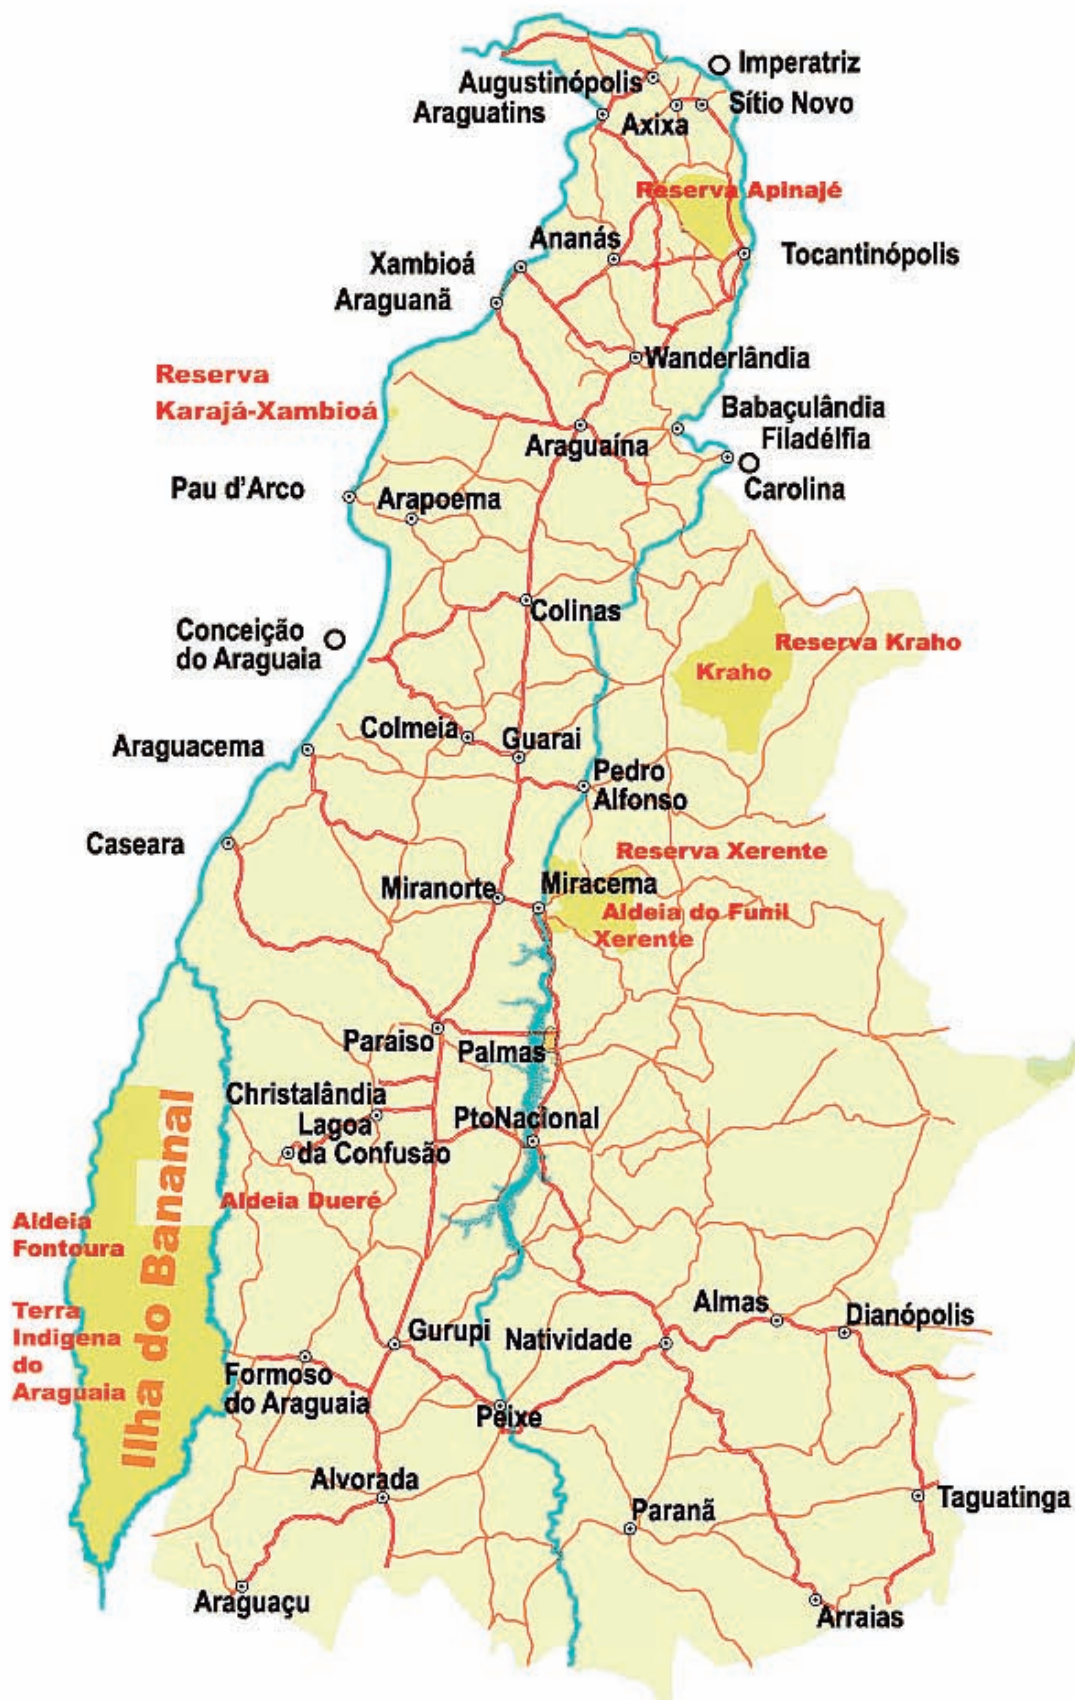 Imperatriz
Augustinópolis
Araguatins
Sítio Novo
Axixa
Reserva Apinajé
Ananás
Tocantinópolis
Xambioá
Araguanã
Wanderlândia
Reserva
Karajá-Xambioá
Babaçulândia
Filadélfia
Araguaína
Carolina
Pau d'Arco
Arapoema
Colinas
Conceição
do Araguaia
Reserva Kraho
Kraho
Colmeia
Guarai
Araguacema
Pedro
Alfonso
Caseara
Reserva Xerente
Miranorte
Miracema
Aldeia do Funil
Xerente
Paraiso
Palmas
Christalândia
Lagoa
da Confusão
PtoNacional
Aldeia Dueré
Ilha do Bananal
Aldeia
Fontoura
Terra
Indigena
do
Araguaia
Almas
Dianópolis
Gurupi
Natividade
Formoso
do Araguaia
Peixe
Alvorada
Paranã
Taguatinga
Araguaçu
Arraias